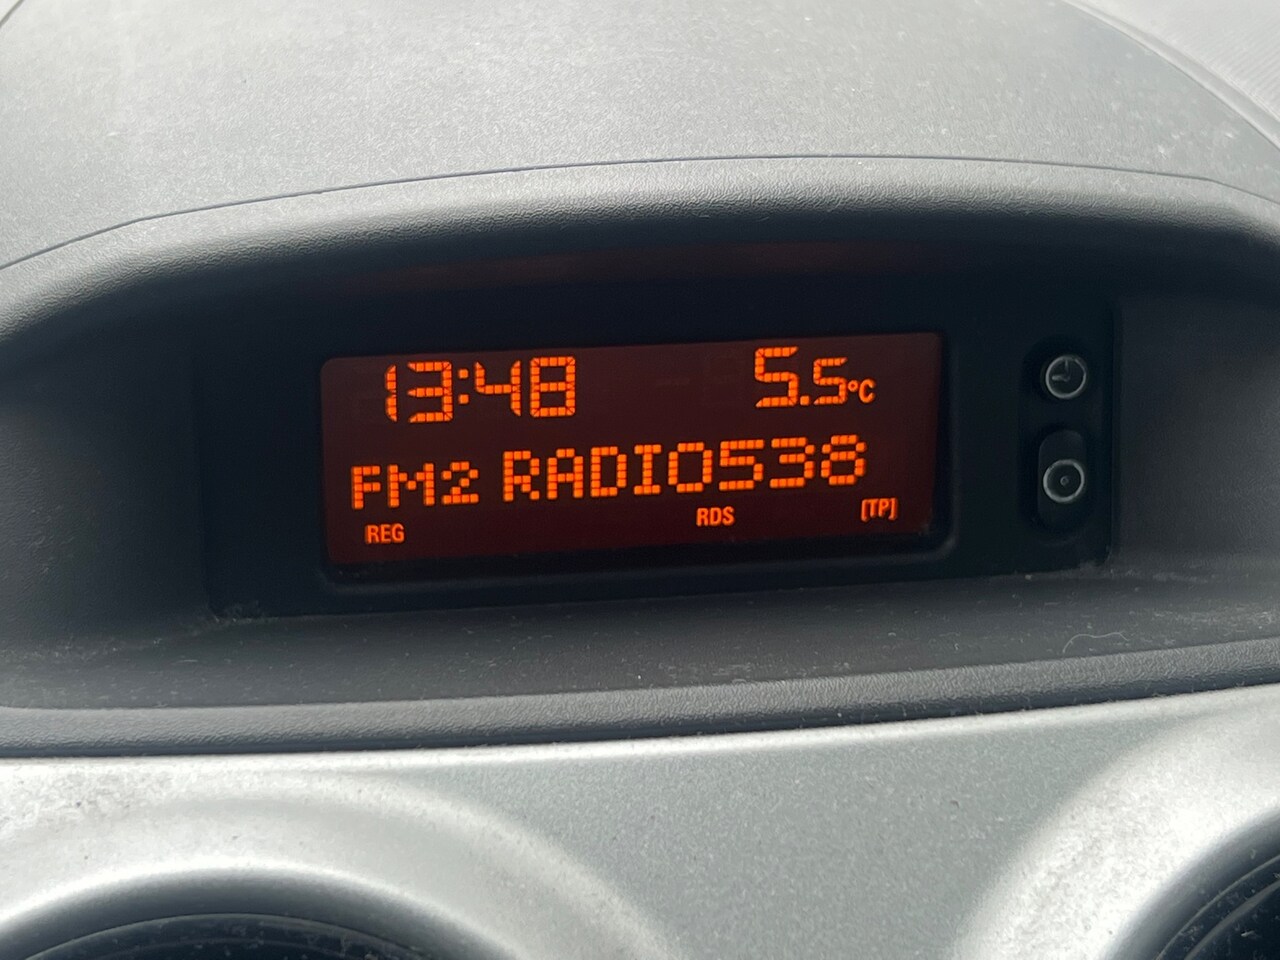 13:48 5.5°C
FM2 RADIO538
REG RDS [TP]